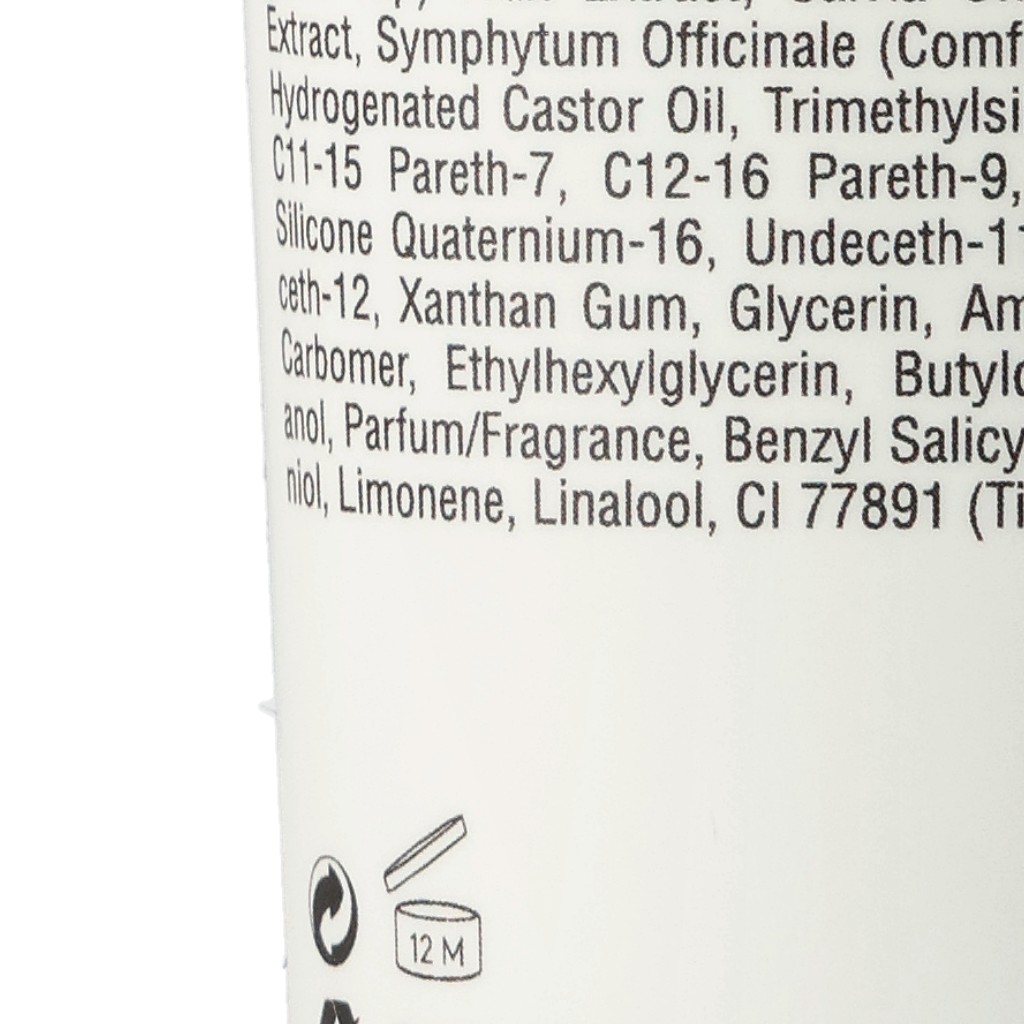 Extract, Symphytum Officinale (Comf
Hydrogenated Castor Oil, Trimethylsi
C11-15 Pareth-7, C12-16 Pareth-9,
Silicone Quaternium-16, Undeceth-11
ceth-12, Xanthan Gum, Glycerin, Am
Carbomer, Ethylhexylglycerin, Butyl
anol, Parfum/Fragrance, Benzyl Salicy
niol, Limonene, Linalool, CI 77891 (Ti
12 M